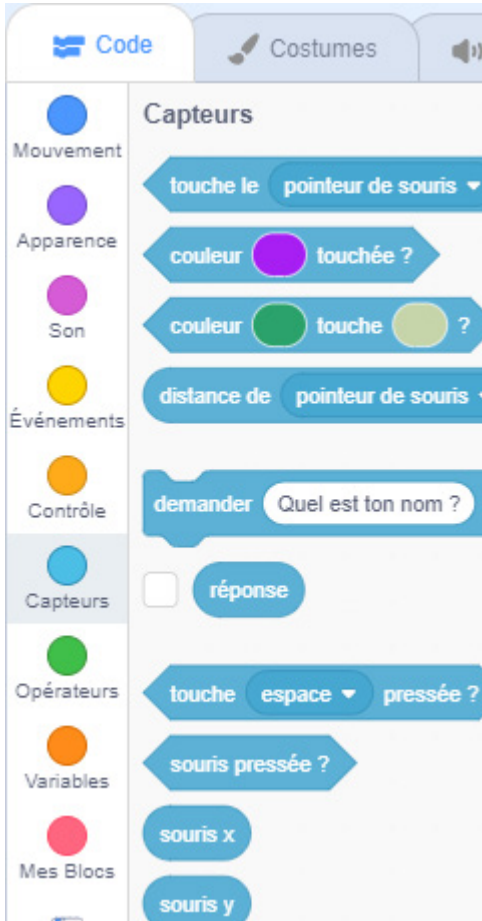 Code
Costumes
Capteurs
Mouvement
Apparence
Son
Événements
Contrôle
Capteurs
Opérateurs
Variables
Mes Blocs
touche le pointeur de souris
couleur touchée ?
couleur touche ?
distance de pointeur de souris
demander Quel est ton nom ?
réponse
touche espace pressée ?
souris pressée ?
souris x
souris y